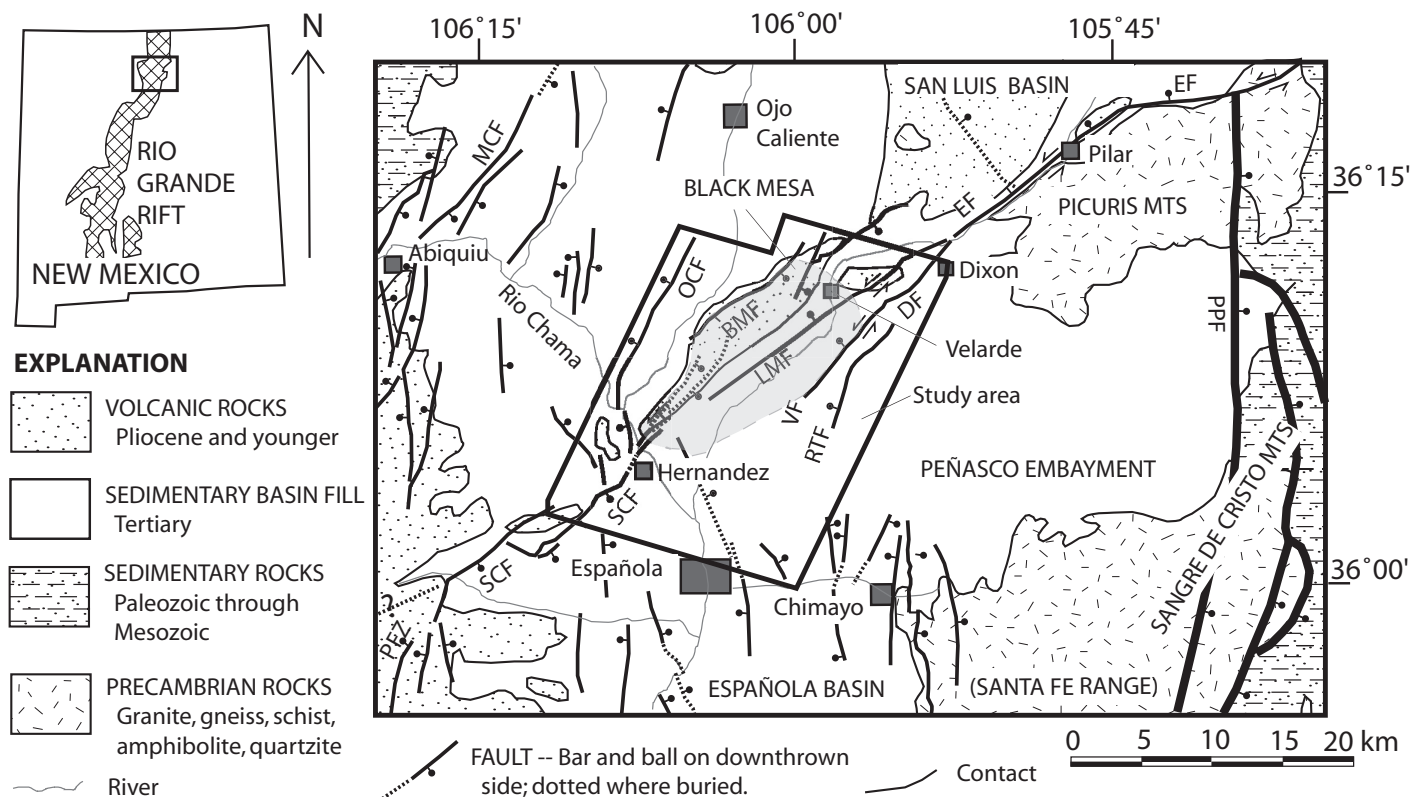 N
RIO
GRANDE
RIFT
NEW MEXICO
EXPLANATION
VOLCANIC ROCKS
Pliocene and younger
SEDIMENTARY BASIN FILL
Tertiary
SEDIMENTARY ROCKS
Paleozoic through
Mesozoic
PRECAMBRIAN ROCKS
Granite, gneiss, schist,
amphibolite, quartzite
River
106˚15'
106˚00'
105˚45'
36˚15'
36˚00'
SAN LUIS BASIN
EF
MCF
Ojo
Caliente
Pilar
BLACK MESA
EF
PICURIS MTS
Abiquiu
OCF
Dixon
Rio Chama
BMF
DF
PPF
Velarde
LMF
Study area
VF
RTF
Hernandez
PEÑASCO EMBAYMENT
SCF
SANGRE DE CRISTO MTS
SCF
Española
Chimayo
?
PFZ
ESPAÑOLA BASIN
(SANTA FE RANGE)
FAULT -- Bar and ball on downthrown
side; dotted where buried.
Contact
0 5 10 15 20 km